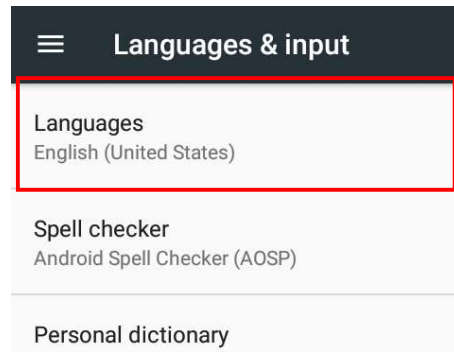 Languages & input
Languages
English (United States)
Spell checker
Android Spell Checker (AOSP)
Personal dictionary